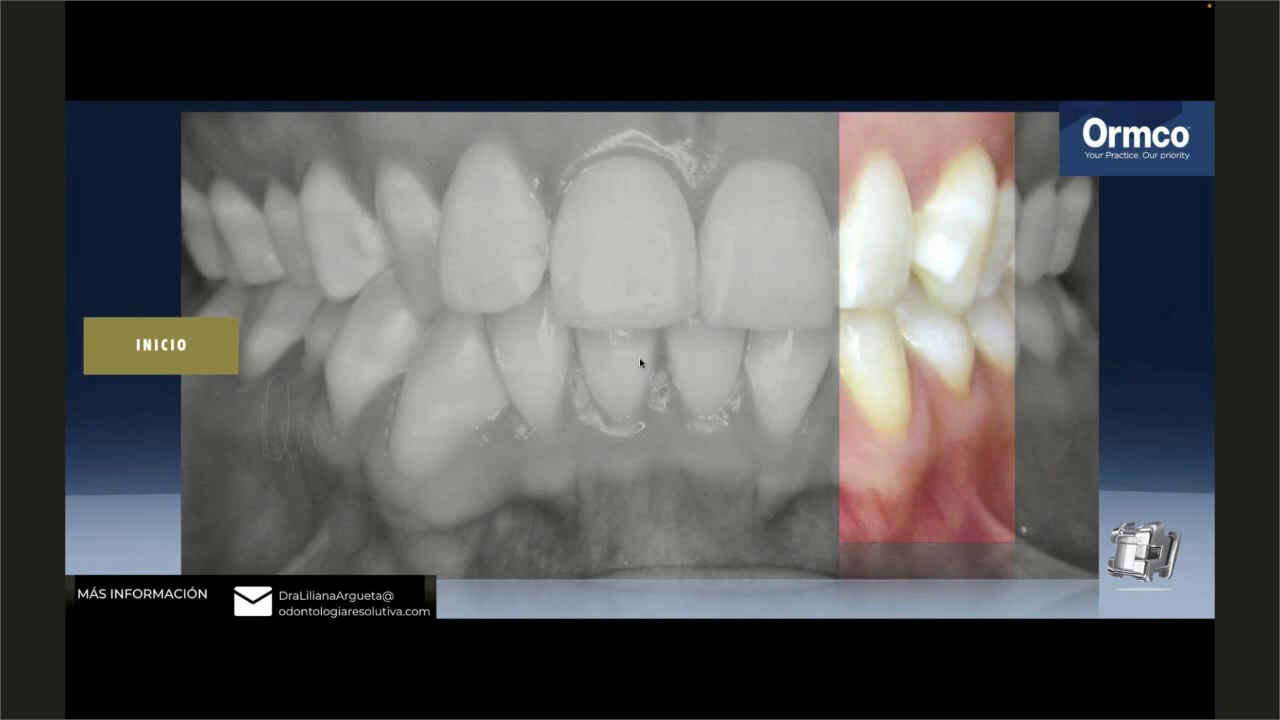 Ormco
Your Practice. Our priority
INICIO
MÁS INFORMACIÓN
DraLilianaArgueta@
odontologiaresolutiva.com